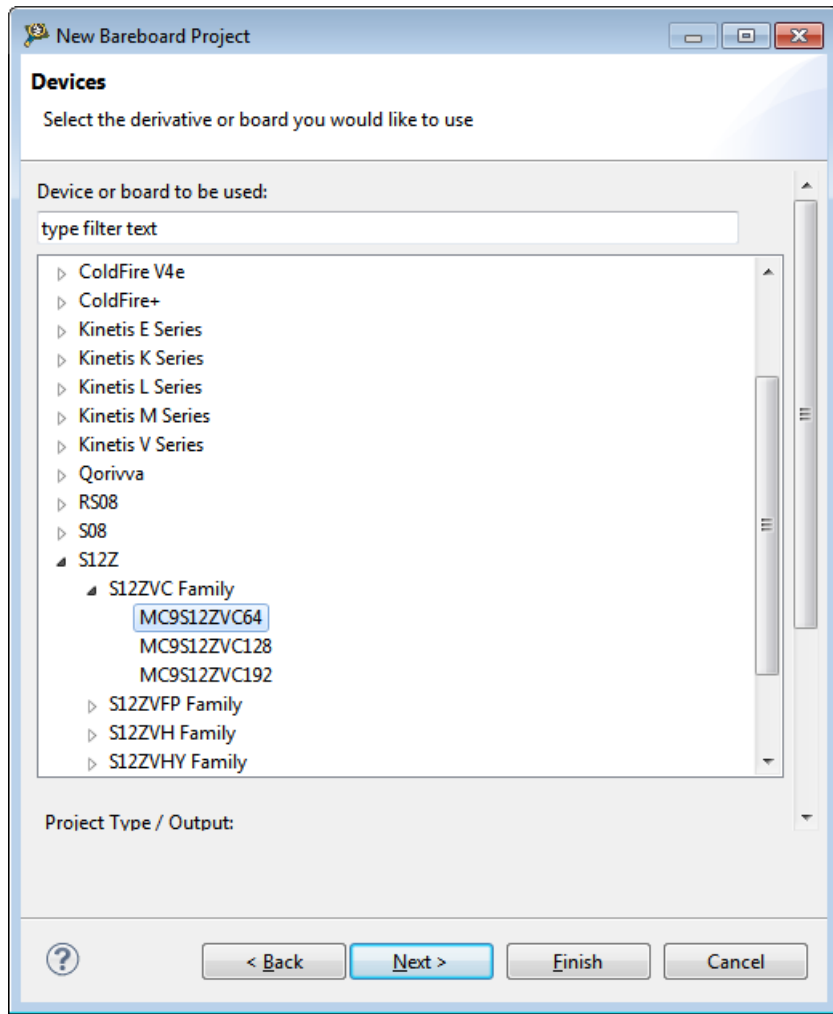 New Bareboard Project
Devices
Select the derivative or board you would like to use
Device or board to be used:
type filter text
ColdFire V4e
ColdFire+
Kinetis E Series
Kinetis K Series
Kinetis L Series
Kinetis M Series
Kinetis V Series
Qorivva
RS08
S08
S12Z
S12ZVC Family
MC9S12ZVC64
MC9S12ZVC128
MC9S12ZVC192
S12ZVFP Family
S12ZVH Family
S12ZVHY Family
Project Type / Output:
? < Back Next > Finish Cancel